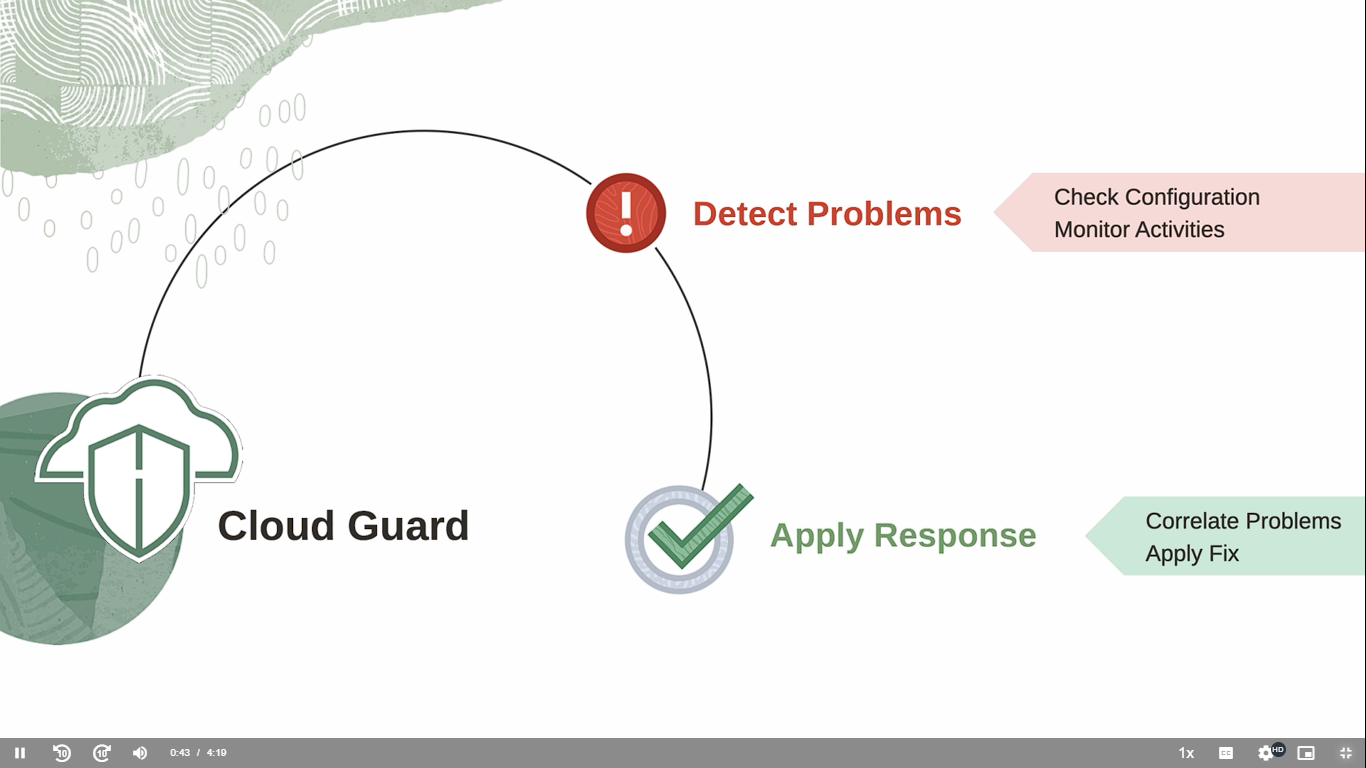 Detect Problems
Check Configuration
Monitor Activities
Cloud Guard
Apply Response
Correlate Problems
Apply Fix
10
10
0:43 / 4:19
1x
CC
HD